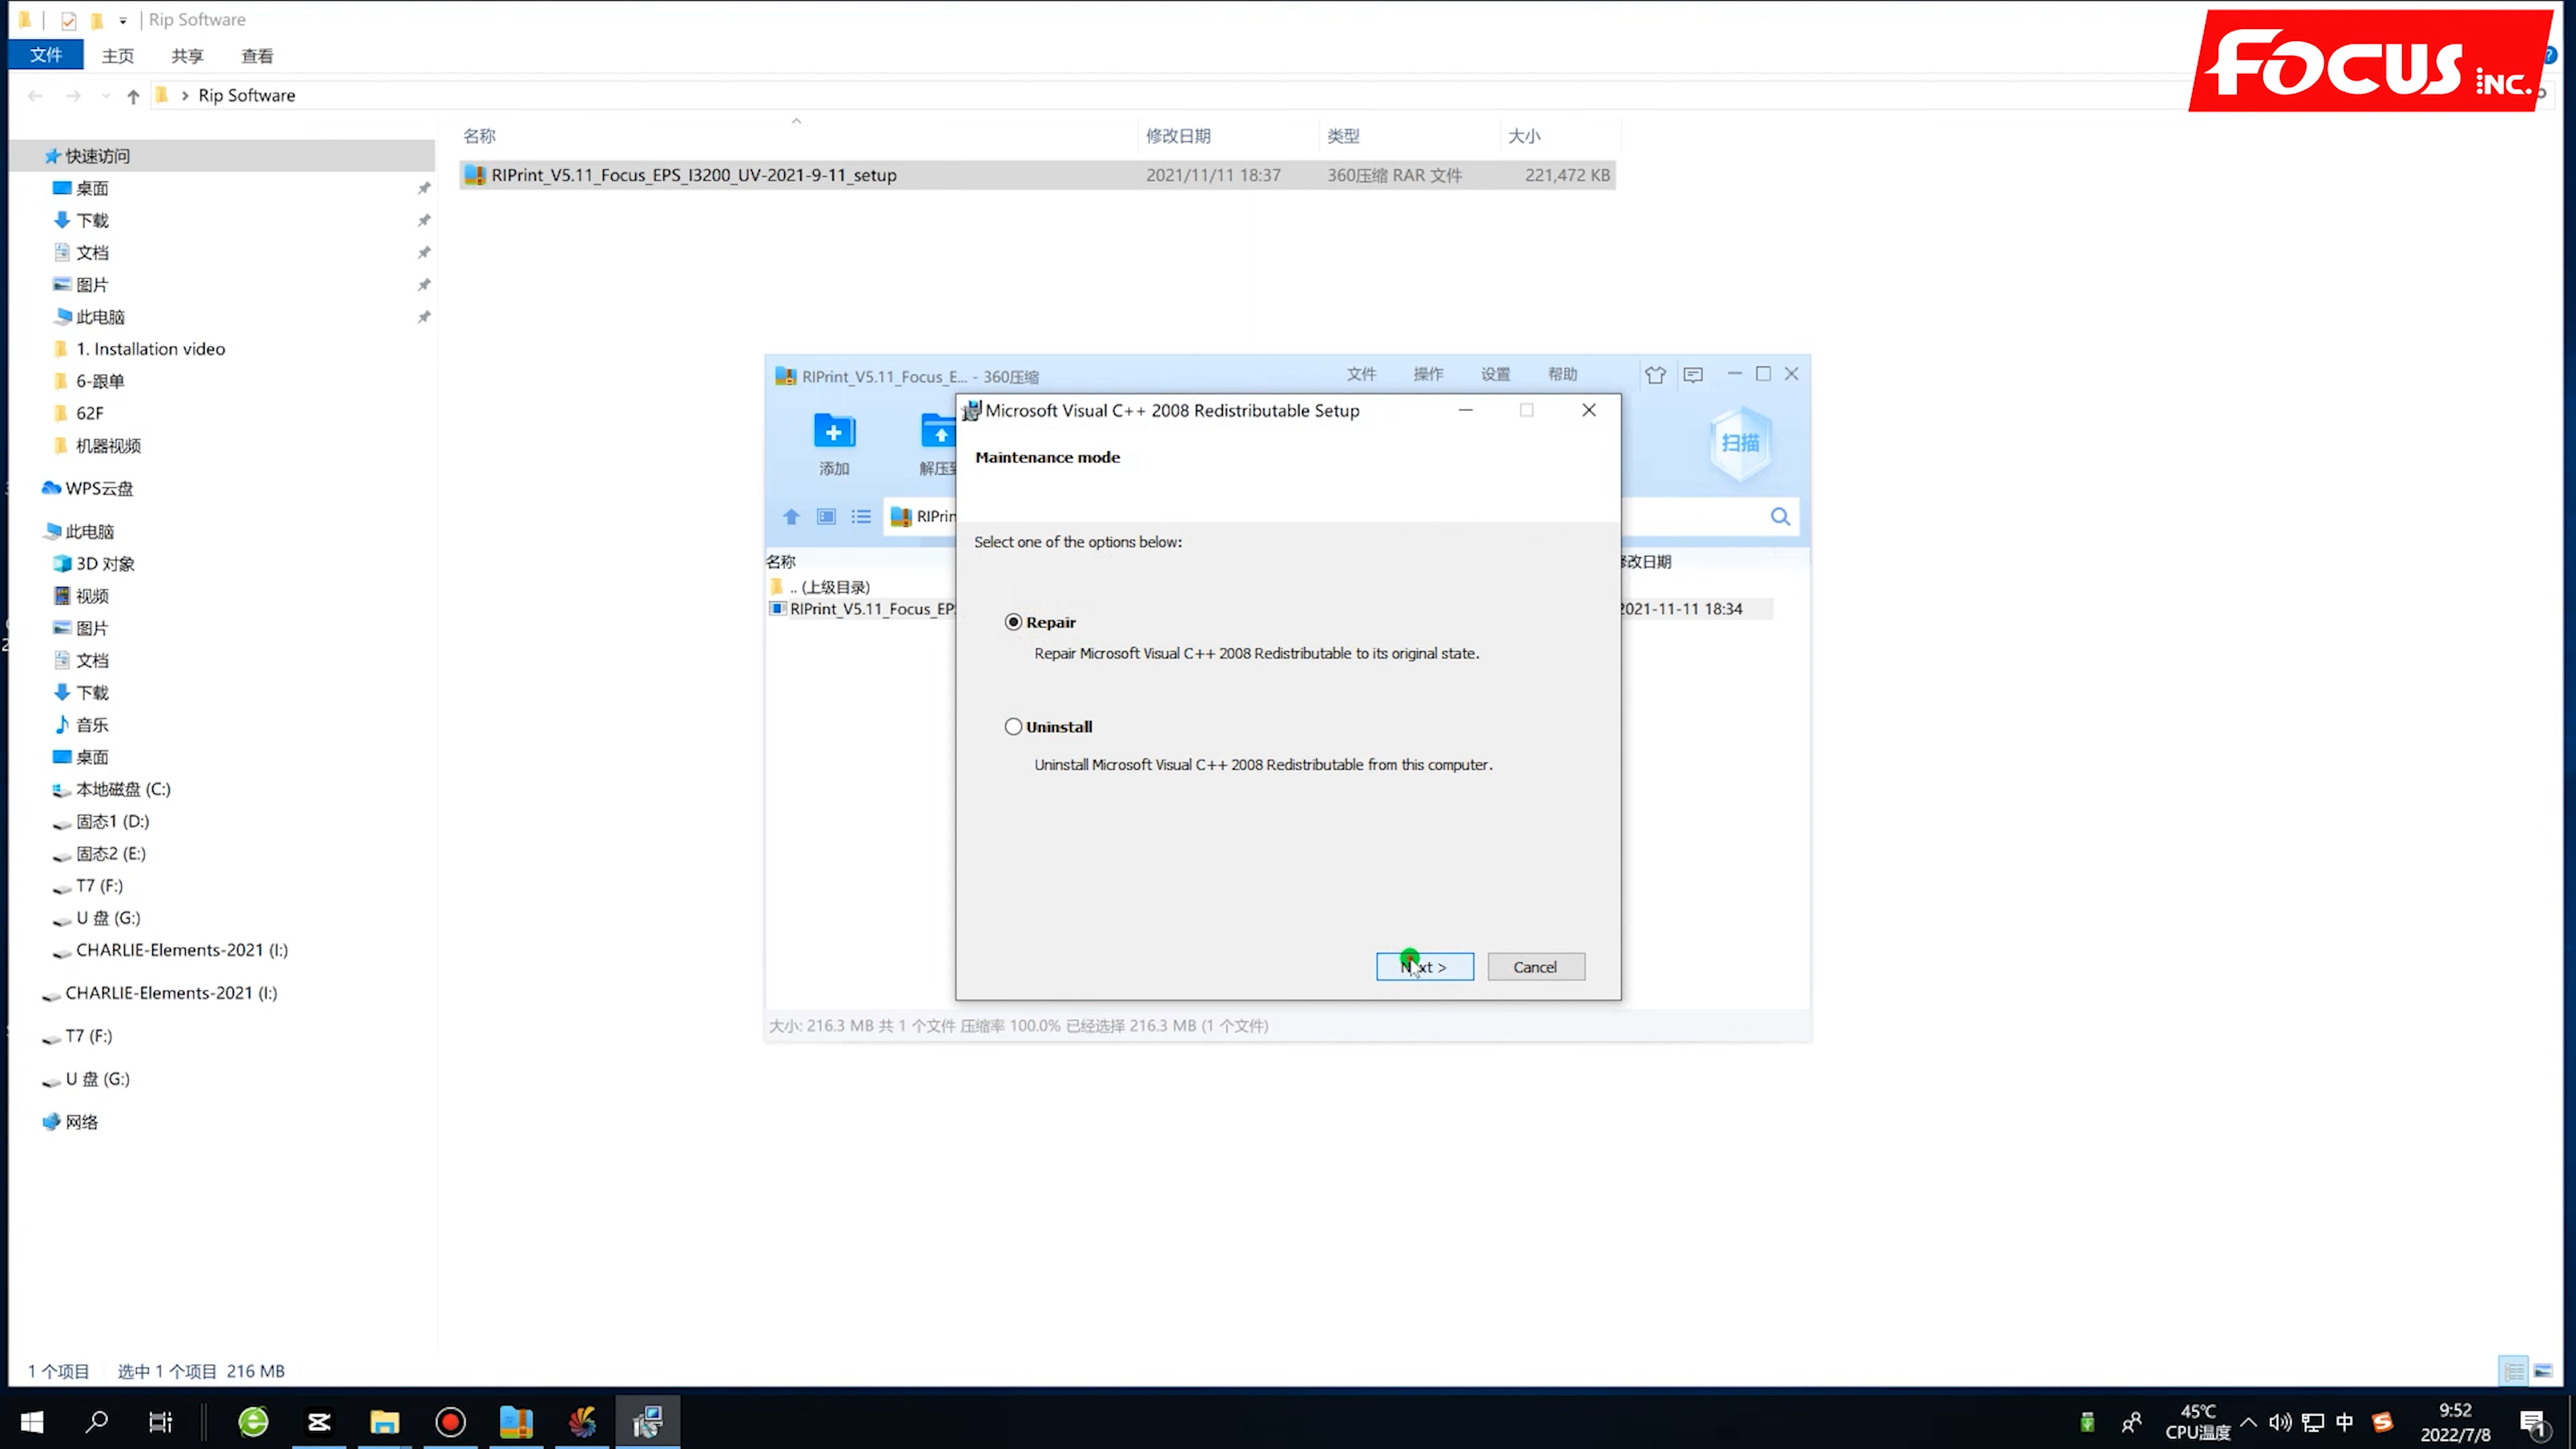 Rip Software
FOCUS INC.
文件 主页 共享 查看
Rip Software
名称 修改日期 类型 大小
快速访问
RIPrint_V5.11_Focus_EPS_I3200_UV-2021-9-11_setup 2021/11/11 18:37 360压缩 RAR 文件 221,472 KB
桌面
下载
文档
图片
此电脑
1. Installation video
6-跟单
62F
机器视频
WPS云盘
此电脑
3D 对象
视频
图片
文档
下载
音乐
桌面
本地磁盘 (C:)
固态1 (D:)
固态2 (E:)
T7 (F:)
U 盘 (G:)
CHARLIE-Elements-2021 (I:)
CHARLIE-Elements-2021 (I:)
T7 (F:)
U 盘 (G:)
网络
RIPrint_V5.11_Focus_E... - 360压缩 文件 操作 设置 帮助
添加 解压到 扫描
RIPrin
名称 修改日期
.. (上级目录)
RIPrint_V5.11_Focus_EP 2021-11-11 18:34
大小: 216.3 MB 共 1 个文件 压缩率 100.0% 已经选择 216.3 MB (1 个文件)
Microsoft Visual C++ 2008 Redistributable Setup
Maintenance mode
Select one of the options below:
Repair
Repair Microsoft Visual C++ 2008 Redistributable to its original state.
Uninstall
Uninstall Microsoft Visual C++ 2008 Redistributable from this computer.
Next > Cancel
1 个项目 选中 1 个项目 216 MB
45℃
CPU温度
中
9:52
2022/7/8
1